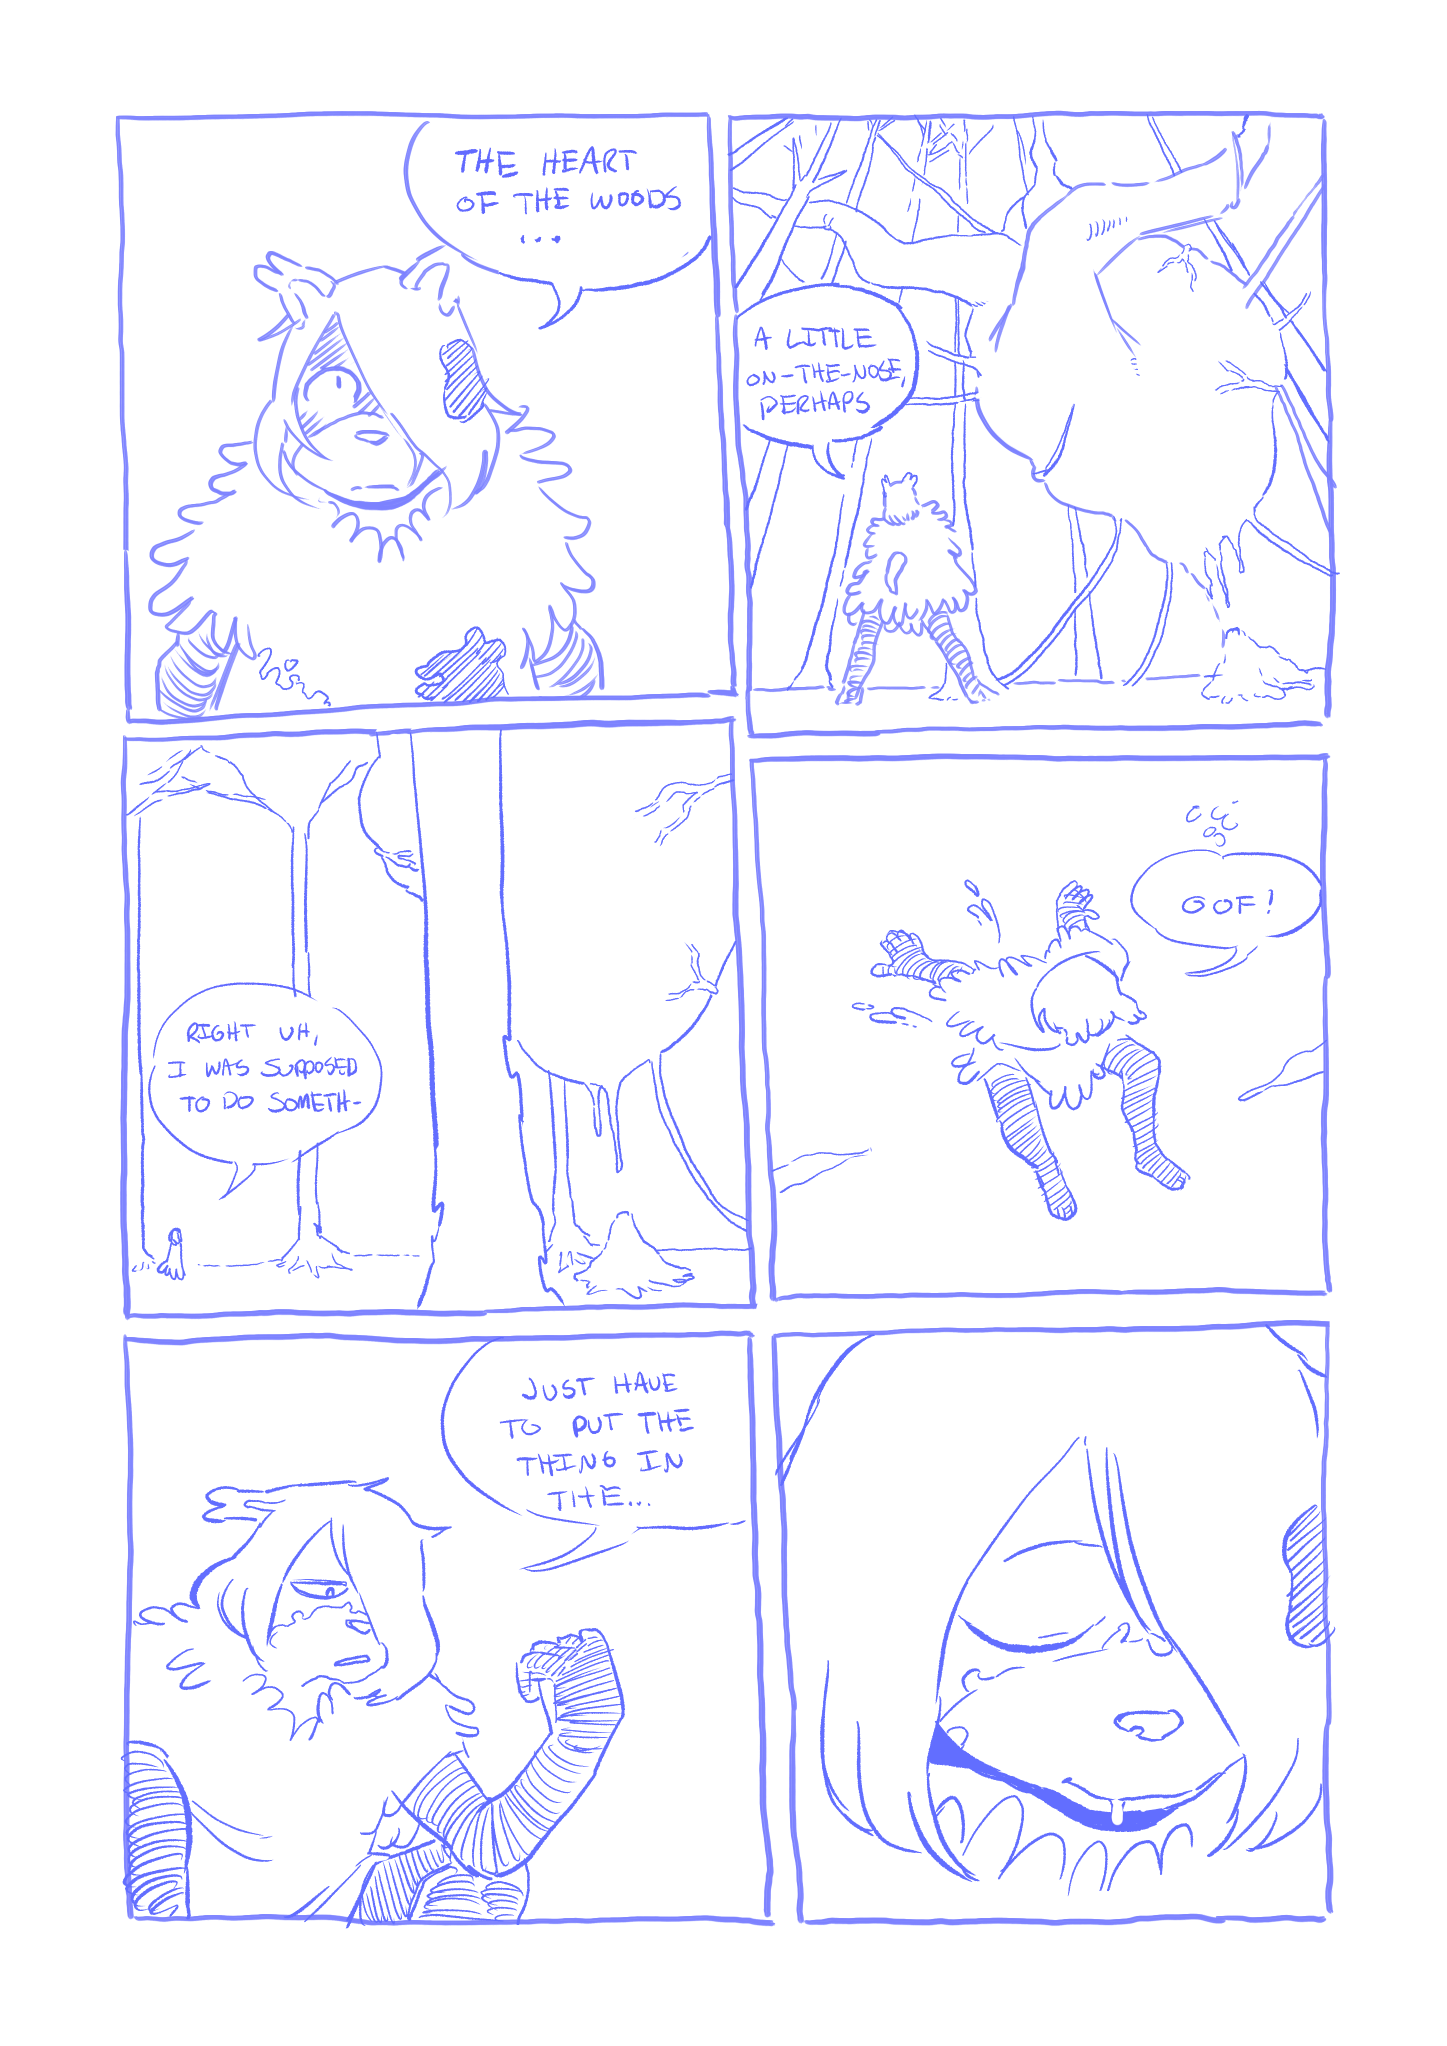 THE HEART
OF THE WOODS
...
A LITTLE
ON-THE-NOSE,
PERHAPS
RIGHT UH,
I WAS SUPPOSED
TO DO SOMETH-
OOF!
JUST HAVE
TO PUT THE
THING IN
THE...